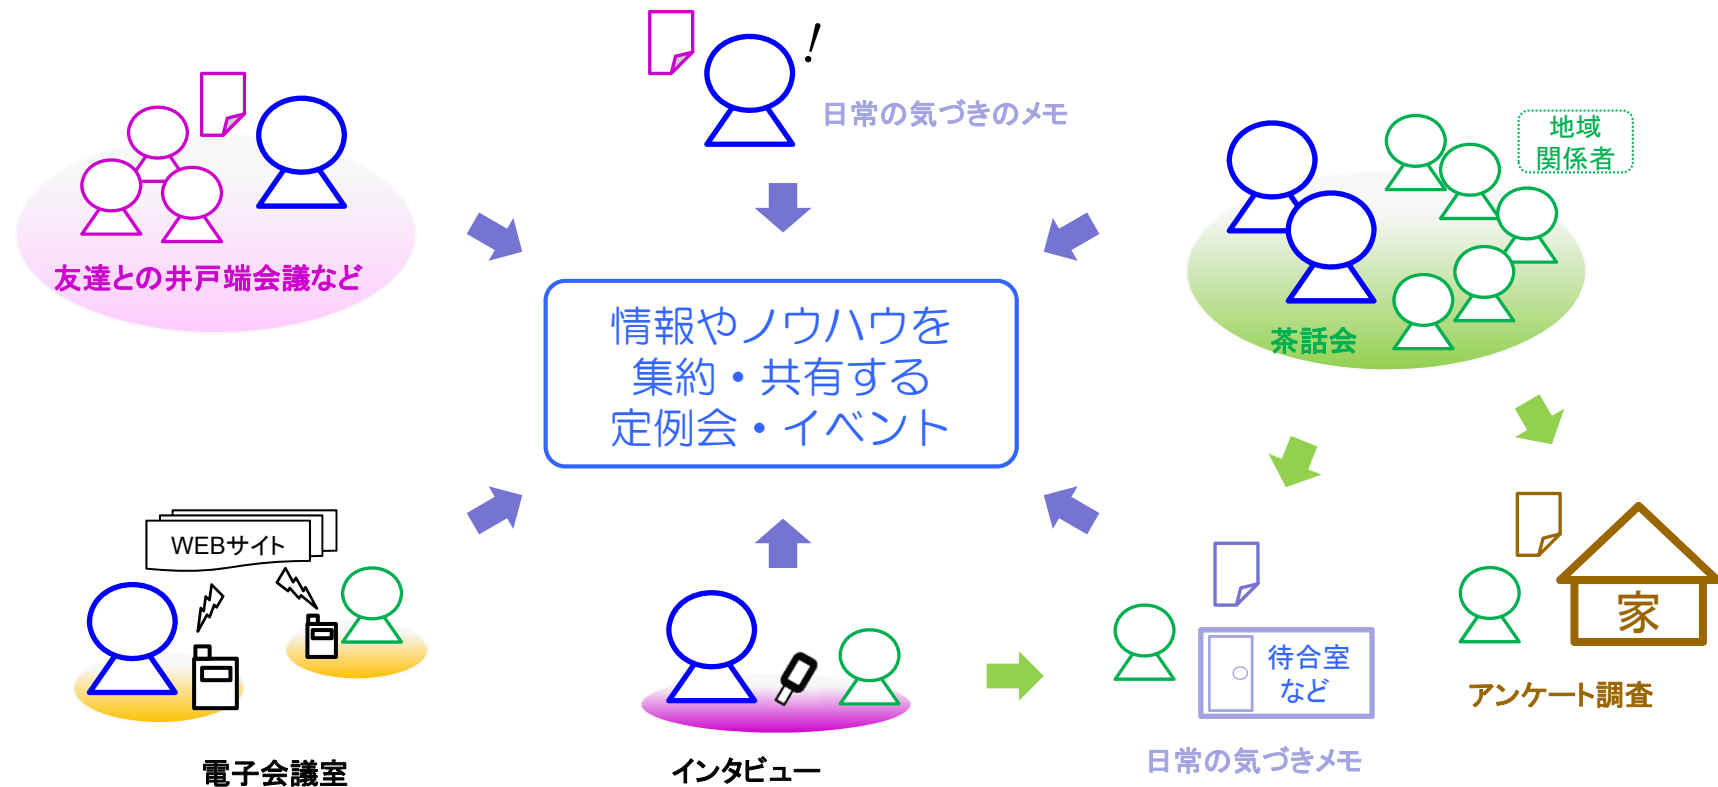 !
日常の気づきのメモ
地域
関係者
友達との井戸端会議など
茶話会
情報やノウハウを
集約・共有する
定例会・イベント
WEBサイト
家
待合室
など
アンケート調査
日常の気づきメモ
インタビュー
電子会議室